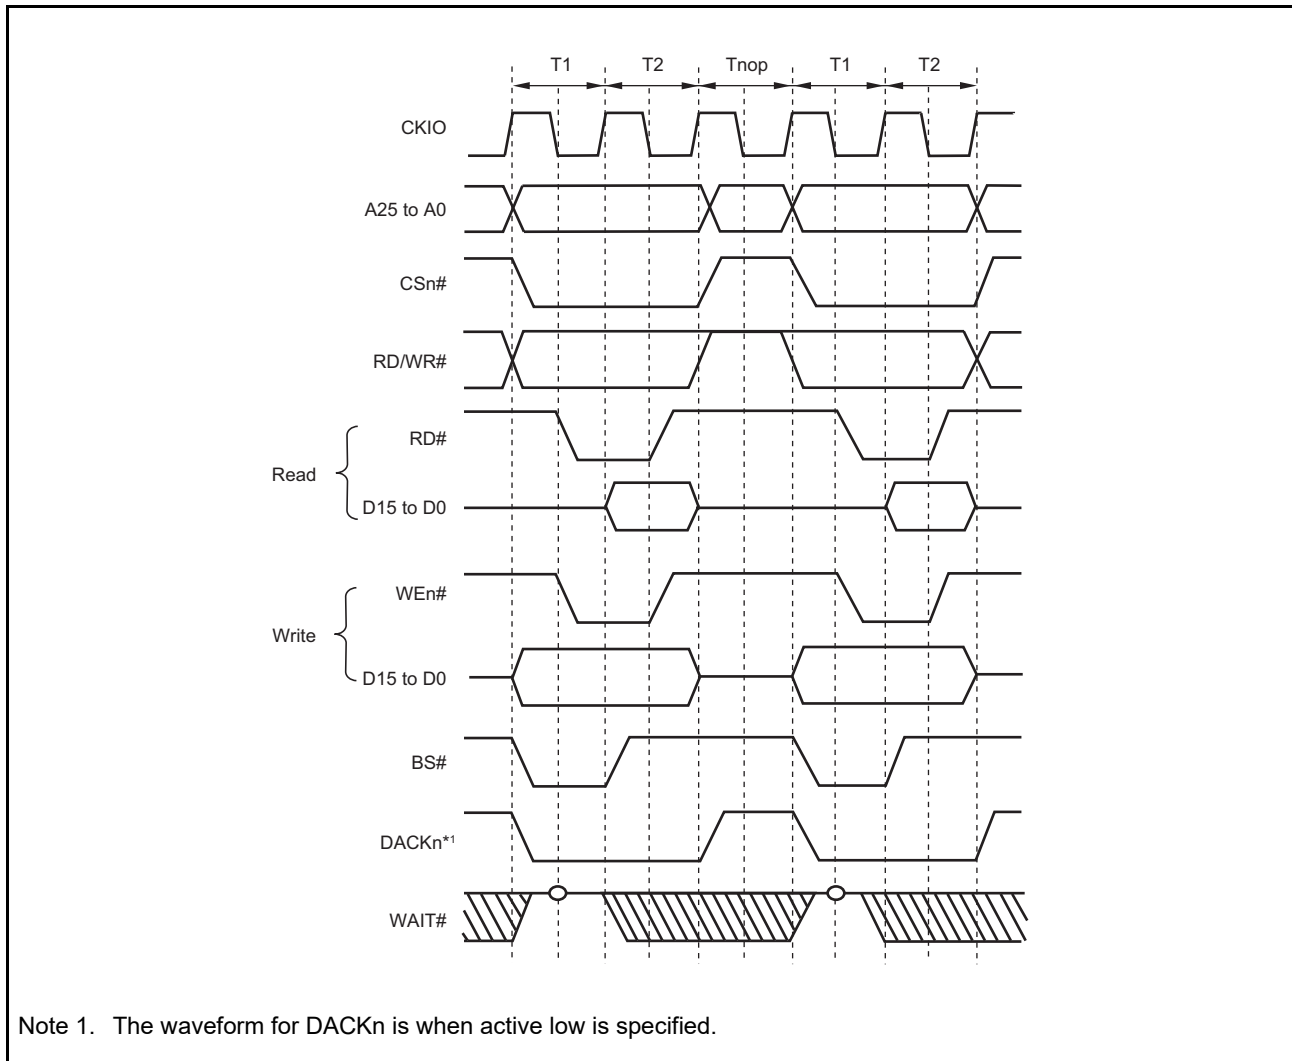 T1 T2 Tnop T1 T2
CKIO
A25 to A0
CSn#
RD/WR#
RD#
Read
D15 to D0
WEn#
Write
D15 to D0
BS#
DACKn*1
WAIT#
Note 1. The waveform for DACKn is when active low is specified.